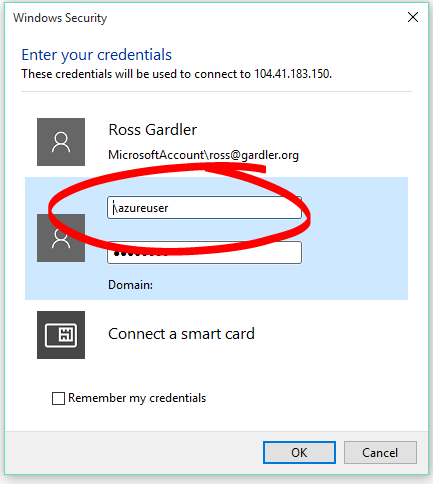 Windows Security
Enter your credentials
These credentials will be used to connect to 104.41.183.150.
Ross Gardler
MicrosoftAccount\ross@gardler.org
\azureuser
Domain:
Connect a smart card
Remember my credentials
OK
Cancel